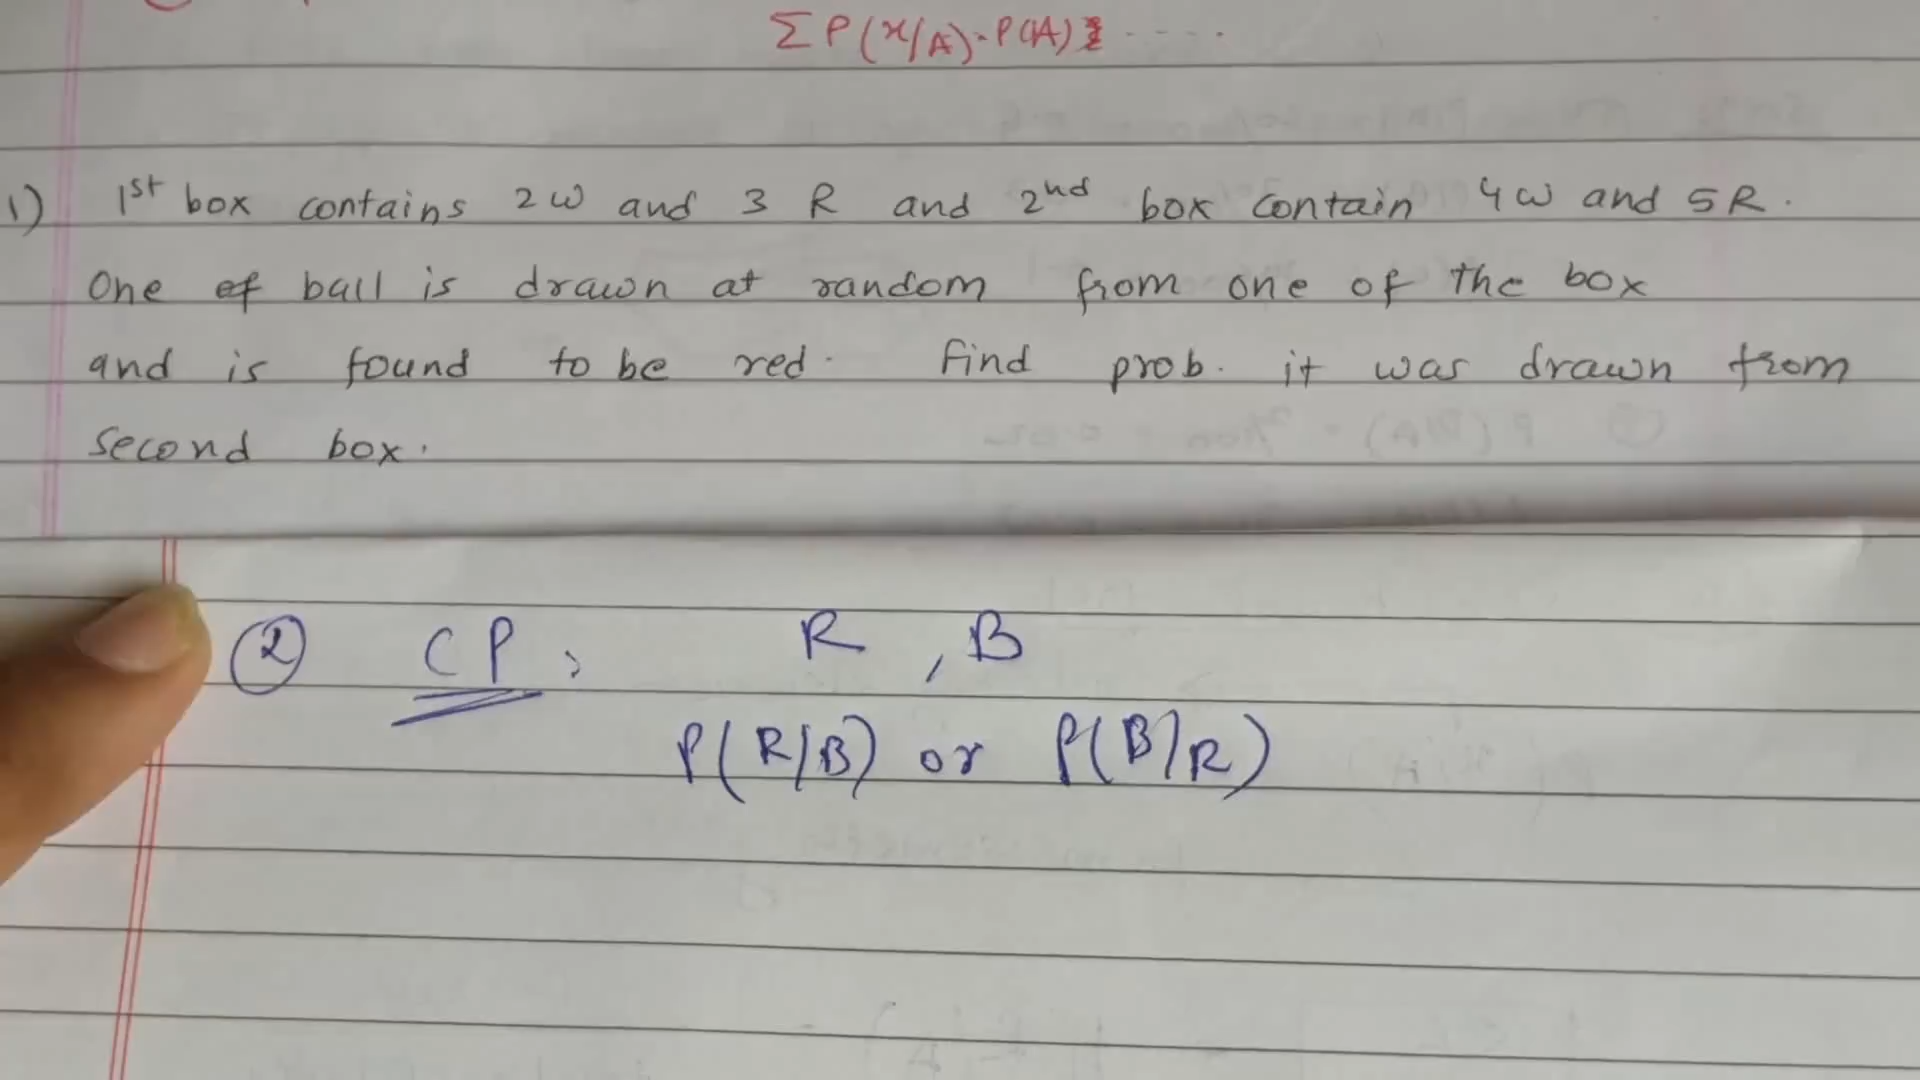 Σ P(x/A)·P(A) .....
1) 1st box contains 2W and 3 R and 2nd box contain 4W and 5R.
One of ball is drawn at random from one of the box
and is found to be red. Find prob. it was drawn from
second box.
② CP : R , B
P(R/B) or P(B/R)